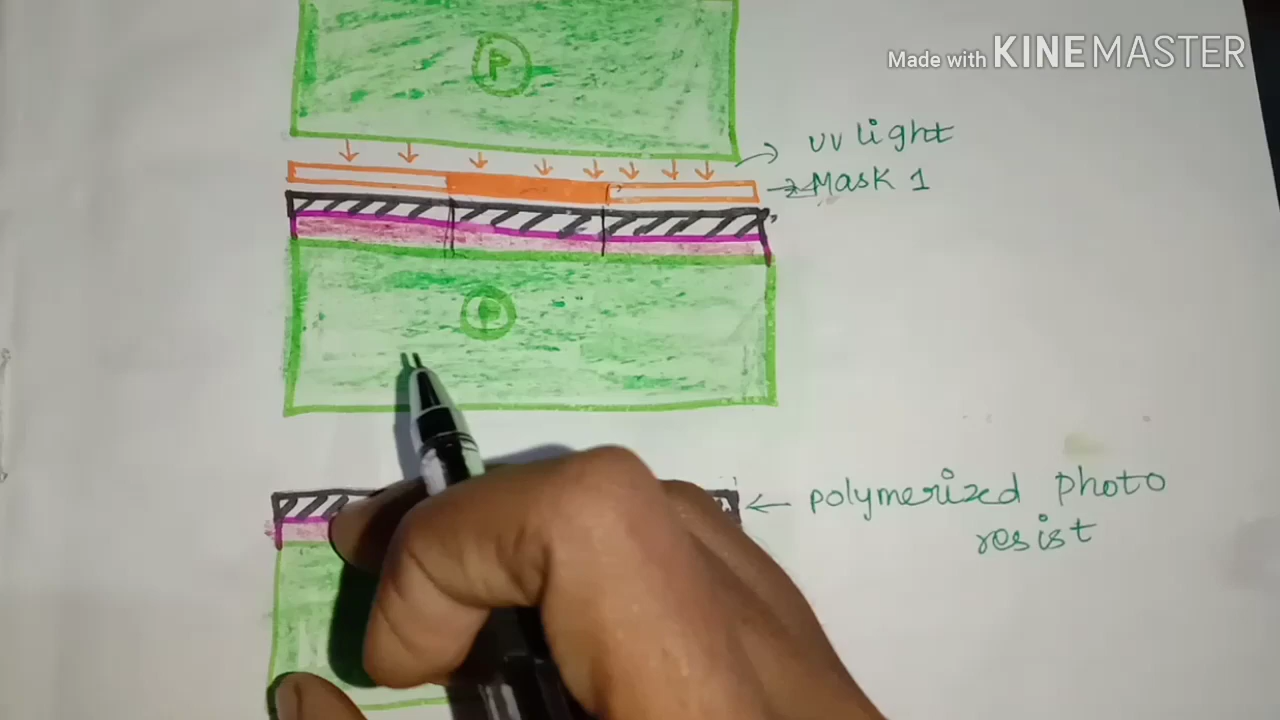 Made with KINEMASTER
P
UV light
Mask 1
P
polymerized photo
resist